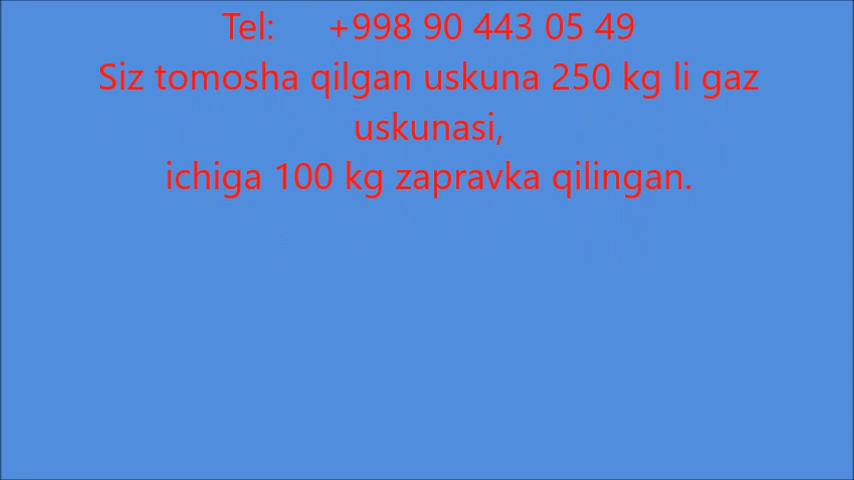 Tel: +998 90 443 05 49
Siz tomosha qilgan uskuna 250 kg li gaz
uskunasi,
ichiga 100 kg zapravka qilingan.